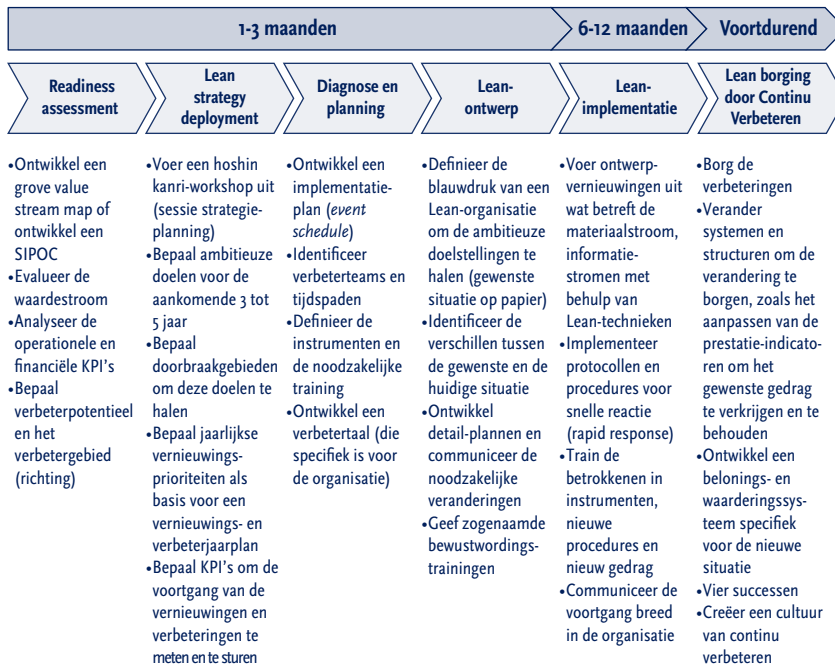 1-3 maanden
6-12 maanden
Voortdurend
Readiness
assessment
Lean
strategy
deployment
Diagnose en
planning
Lean-
ontwerp
Lean-
implementatie
Lean borging
door Continu
Verbeteren
•Ontwikkel een
grove value
stream map of
ontwikkel een
SIPOC
•Evalueer de
waardestroom
•Analyseer de
operationele en
financiële KPI's
•Bepaal
verbeterpotentieel
en het
verbetergebied
(richting)
•Voer een hoshin
kanri-workshop uit
(sessie strategie-
planning)
•Bepaal ambitieuze
doelen voor de
aankomende 3 tot
5 jaar
•Bepaal
doorbraakgebieden
om deze doelen te
halen
•Bepaal jaarlijkse
vernieuwings-
prioriteiten als
basis voor een
vernieuwings- en
verbeterjaarplan
•Bepaal KPI's om de
voortgang van de
vernieuwingen en
verbeteringen te
meten en te sturen
•Ontwikkel een
implementatie-
plan (event
schedule)
•Identificeer
verbeterteams en
tijdspaden
•Definieer de
instrumenten en
de noodzakelijke
training
•Ontwikkel een
verbetertaal (die
specifiek is voor
de organisatie)
•Definieer de
blauwdruk van een
Lean-organisatie
om de ambitieuze
doelstellingen te
halen (gewenste
situatie op papier)
•Identificeer de
verschillen tussen
de gewenste en de
huidige situatie
•Ontwikkel
detail-plannen en
communiceer de
noodzakelijke
veranderingen
•Geef zogenaamde
bewustwordings-
trainingen
•Voer ontwerp-
vernieuwingen uit
wat betreft de
materiaalstroom,
informatie-
stromen met
behulp van
Lean-technieken
•Implementeer
protocollen en
procedures voor
snelle reactie
(rapid response)
•Train de
betrokkenen in
instrumenten,
nieuwe
procedures en
nieuw gedrag
•Communiceer de
voortgang breed
in de organisatie
•Borg de
verbeteringen
•Verander
systemen en
structuren om de
verandering te
borgen, zoals het
aanpassen van de
prestatie-indicato-
ren om het
gewenste gedrag
te verkrijgen en te
behouden
•Ontwikkel een
belonings- en
waarderingssys-
teem specifiek
voor de nieuwe
situatie
•Vier successen
•Creëer een cultuur
van continu
verbeteren